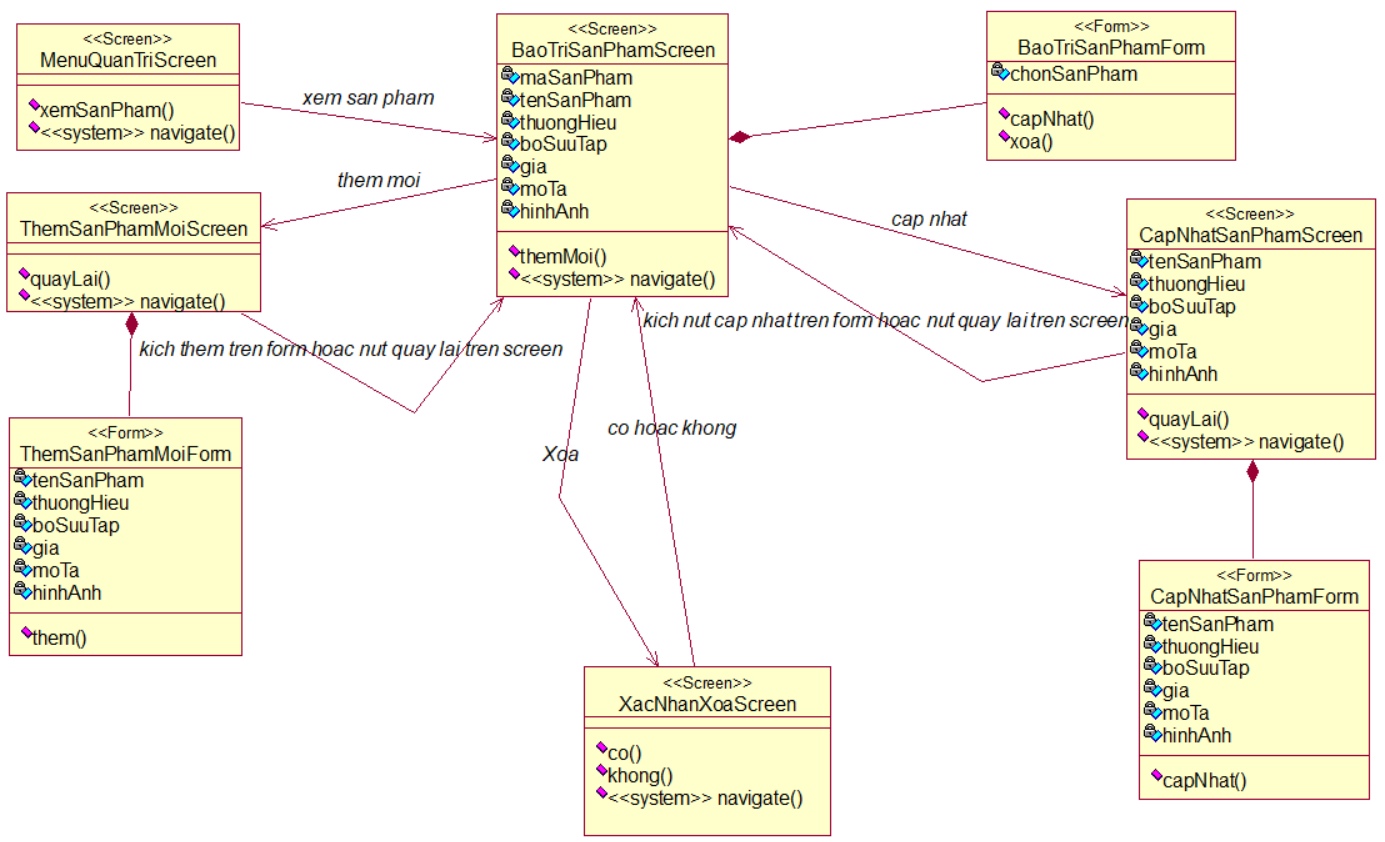 <<Screen>>
MenuQuanTriScreen
xemSanPham()
<<system>> navigate()
xem san pham
<<Screen>>
BaoTriSanPhamScreen
maSanPham
tenSanPham
thuongHieu
boSuuTap
gia
moTa
hinhAnh
themMoi()
<<system>> navigate()
<<Form>>
BaoTriSanPhamForm
chonSanPham
capNhat()
xoa()
them moi
<<Screen>>
ThemSanPhamMoiScreen
quayLai()
<<system>> navigate()
cap nhat
<<Screen>>
CapNhatSanPhamScreen
tenSanPham
thuongHieu
boSuuTap
gia
moTa
hinhAnh
quayLai()
<<system>> navigate()
kich nut cap nhat tren form hoac nut quay lai tren screen
kich them tren form hoac nut quay lai tren screen
<<Form>>
ThemSanPhamMoiForm
tenSanPham
thuongHieu
boSuuTap
gia
moTa
hinhAnh
them()
Xoa
co hoac khong
<<Screen>>
XacNhanXoaScreen
co()
khong()
<<system>> navigate()
<<Form>>
CapNhatSanPhamForm
tenSanPham
thuongHieu
boSuuTap
gia
moTa
hinhAnh
capNhat()